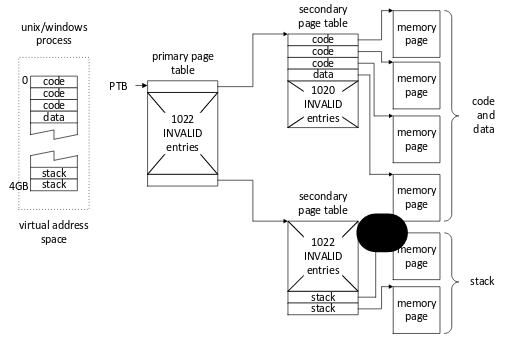 unix/windows
process
0
code
code
code
data
stack
stack
4GB
virtual address
space
PTB
primary page
table
1022
INVALID
entries
secondary
page table
code
code
code
data
1020
INVALID
entries
secondary
page table
1022
INVALID
entries
stack
stack
memory
page
memory
page
memory
page
memory
page
memory
page
memory
page
code
and
data
stack